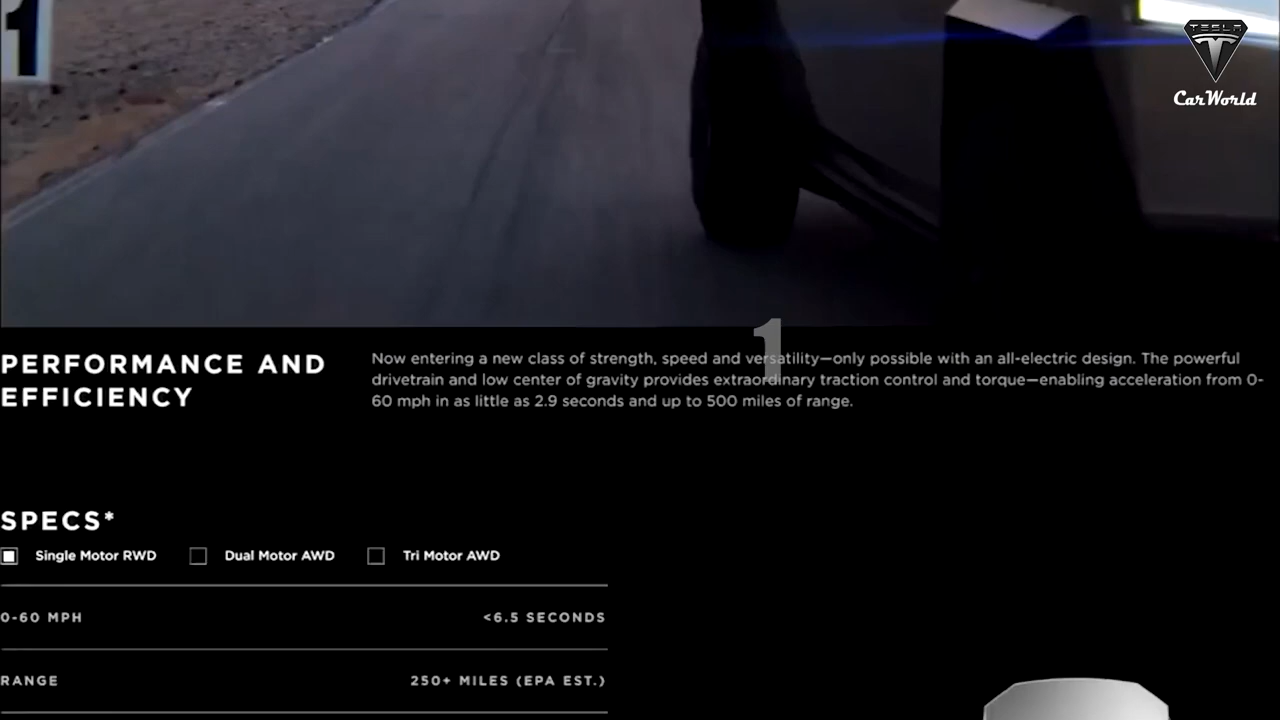 1
TESLA
CarWorld
1
PERFORMANCE AND
EFFICIENCY
Now entering a new class of strength, speed and versatility—only possible with an all-electric design. The powerful
drivetrain and low center of gravity provides extraordinary traction control and torque—enabling acceleration from 0-
60 mph in as little as 2.9 seconds and up to 500 miles of range.
SPECS*
Single Motor RWD Dual Motor AWD Tri Motor AWD
0-60 MPH <6.5 SECONDS
RANGE 250+ MILES (EPA EST.)